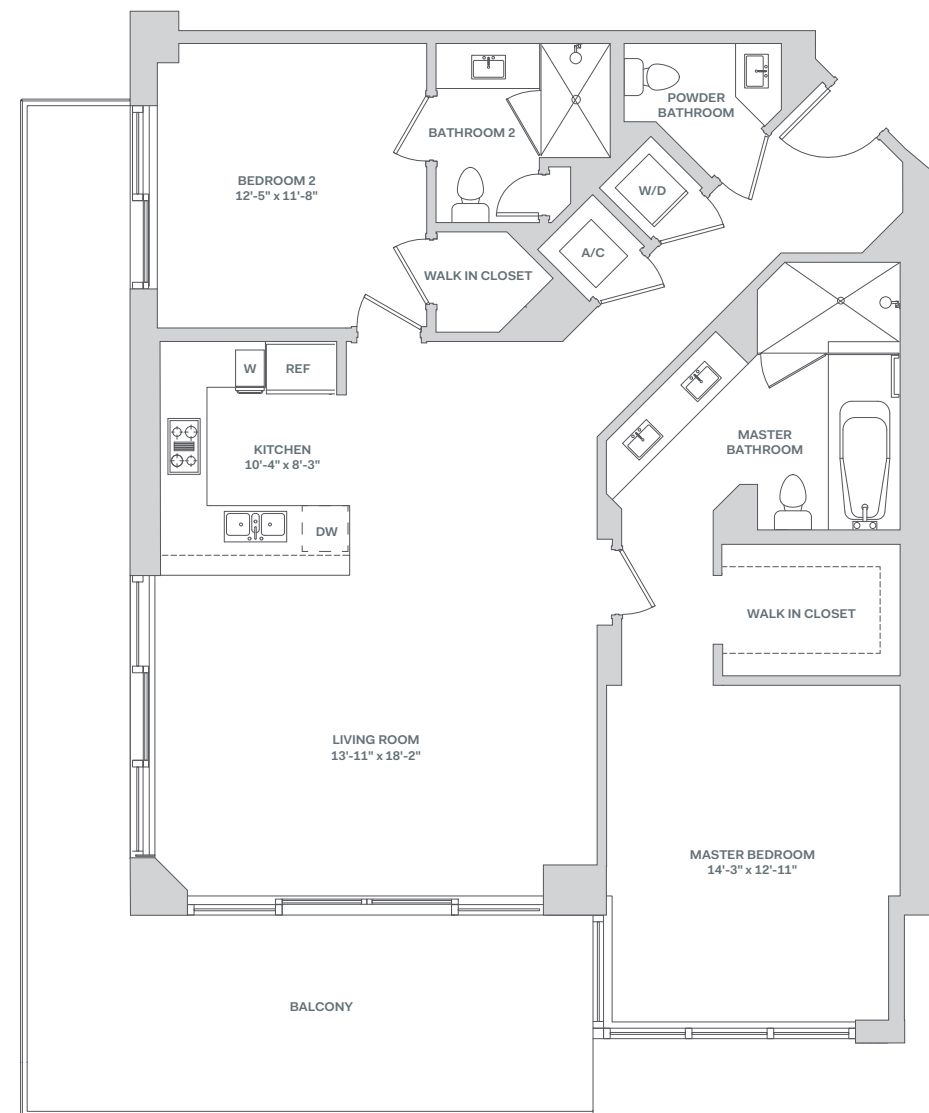 POWDER
BATHROOM
BATHROOM 2
BEDROOM 2
12'-5" x 11'-8"
W/D
A/C
WALK IN CLOSET
W
REF
KITCHEN
10'-4" x 8'-3"
MASTER
BATHROOM
DW
WALK IN CLOSET
LIVING ROOM
13'-11" x 18'-2"
MASTER BEDROOM
14'-3" x 12'-11"
BALCONY